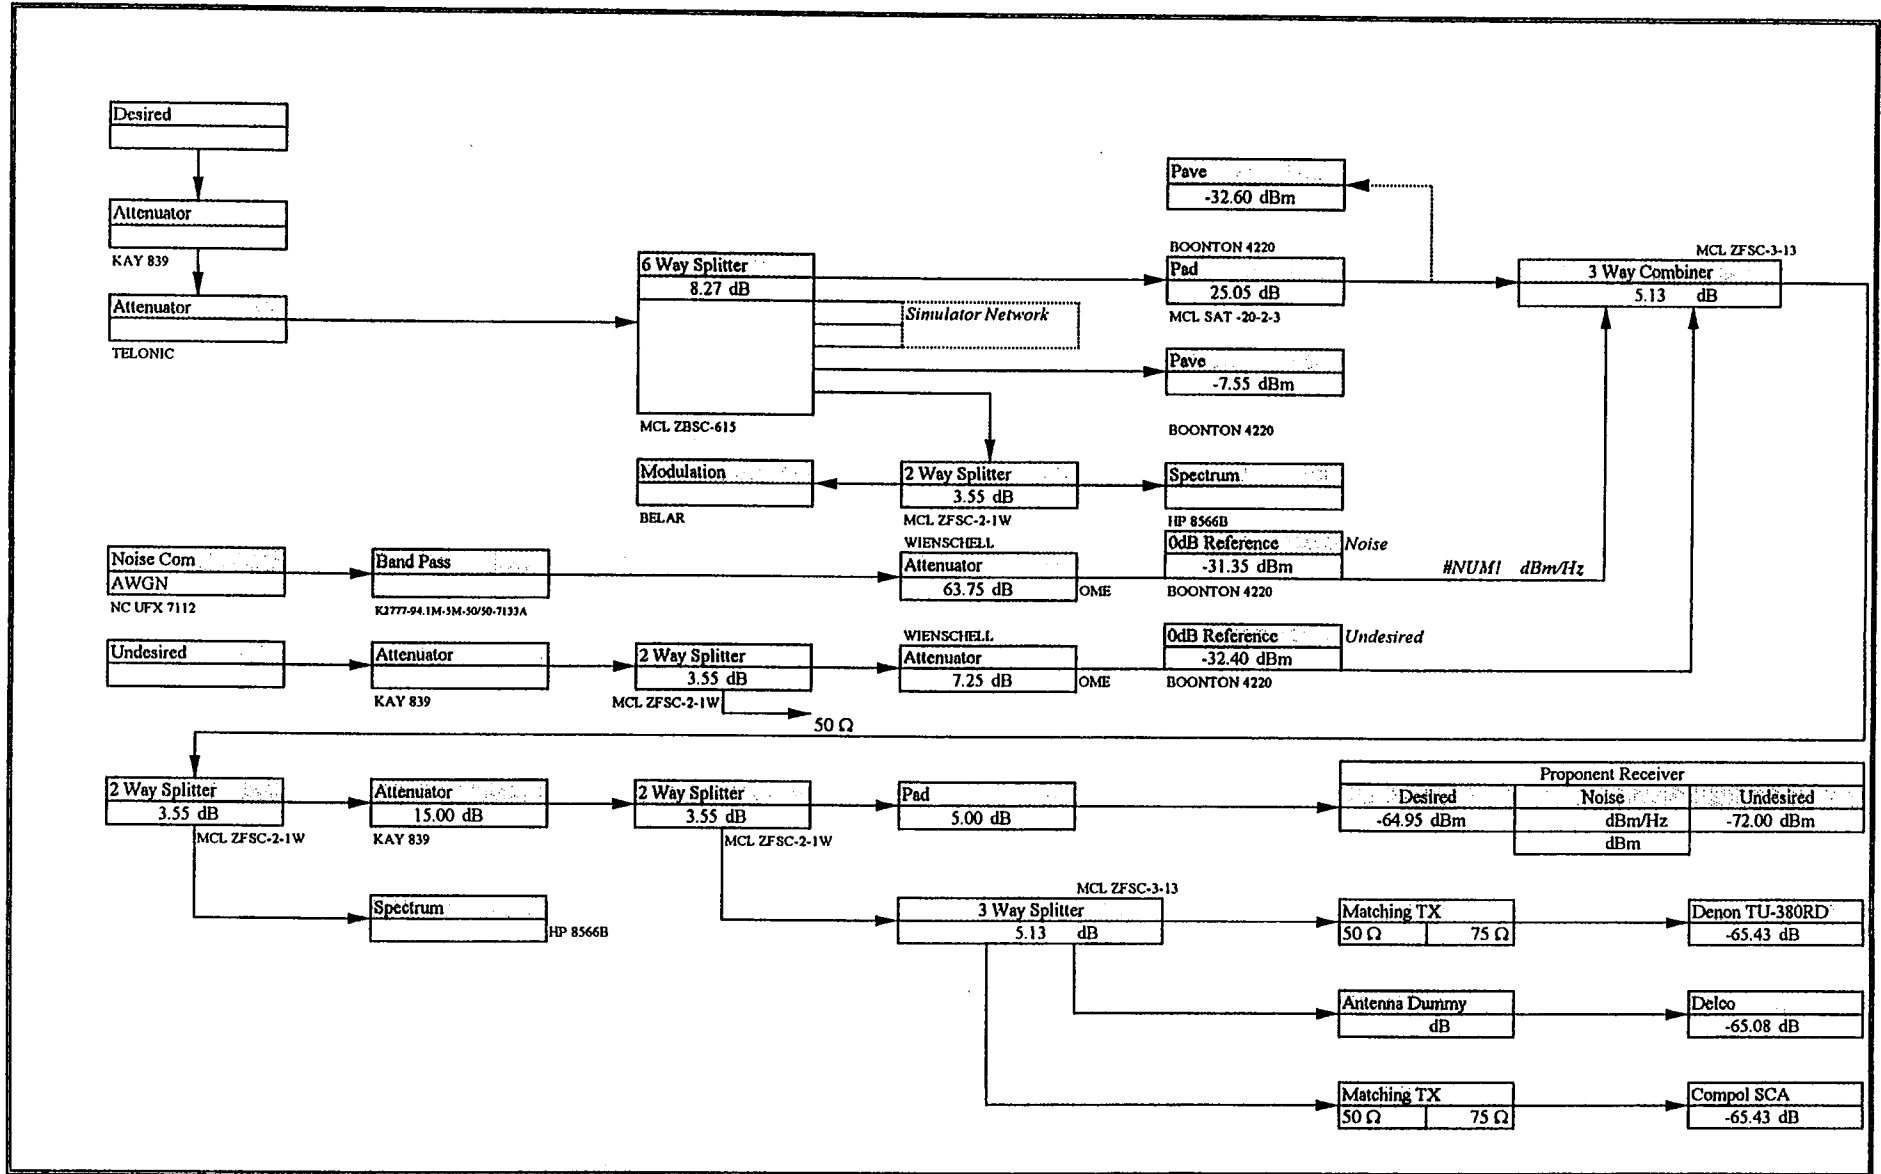 Desired
Attenuator
KAY 839
Attenuator
TELONIC
6 Way Splitter
8.27 dB
MCL ZBSC-615
Simulator Network
Pave
-32.60 dBm
BOONTON 4220
Pad
25.05 dB
MCL SAT -20-2-3
MCL ZFSC-3-13
3 Way Combiner
5.13 dB
Pave
-7.55 dBm
BOONTON 4220
Modulation
BELAR
2 Way Splitter
3.55 dB
MCL ZFSC-2-1W
Spectrum
HP 8566B
Noise Com
AWGN
NC UFX 7112
Band Pass
K2777-94.1M-5M-50/50-7133A
WIENSCHELL
Attenuator
63.75 dB
OME
0dB Reference
-31.35 dBm
BOONTON 4220
Noise
#NUM! dBm/Hz
Undesired
Attenuator
KAY 839
2 Way Splitter
3.55 dB
MCL ZFSC-2-1W
50 Ω
WIENSCHELL
Attenuator
7.25 dB
OME
0dB Reference
-32.40 dBm
BOONTON 4220
Undesired
2 Way Splitter
3.55 dB
MCL ZFSC-2-1W
Attenuator
15.00 dB
KAY 839
2 Way Splitter
3.55 dB
MCL ZFSC-2-1W
Pad
5.00 dB
Proponent Receiver
Desired Noise Undesired
-64.95 dBm dBm/Hz -72.00 dBm
dBm
Spectrum
HP 8566B
MCL ZFSC-3-13
3 Way Splitter
5.13 dB
Matching TX
50 Ω 75 Ω
Denon TU-380RD
-65.43 dB
Antenna Dummy
dB
Delco
-65.08 dB
Matching TX
50 Ω 75 Ω
Compol SCA
-65.43 dB